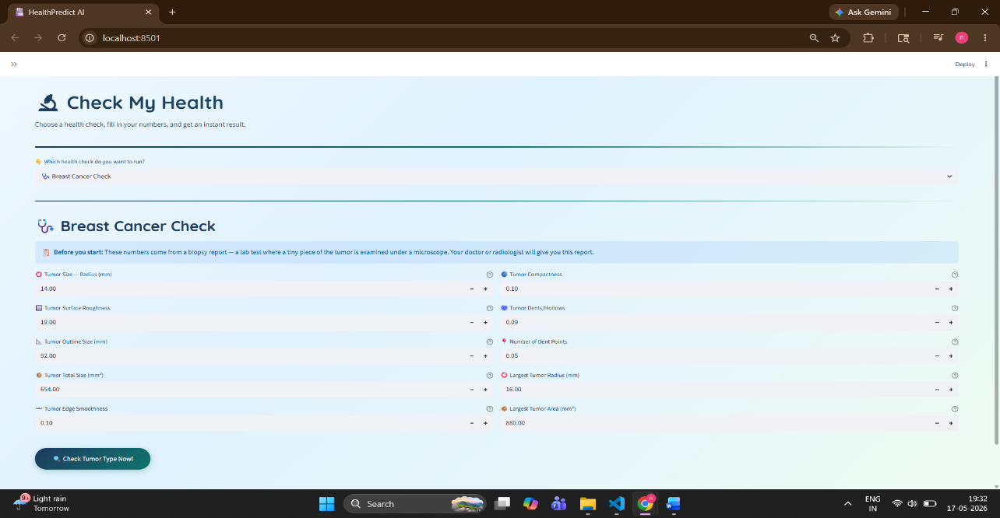 HealthPredict AI
Ask Gemini
localhost:8501
n
Deploy
Check My Health
Choose a health check, fill in your numbers, and get an instant result.
Which health check do you want to run?
Breast Cancer Check
Breast Cancer Check
Before you start: These numbers come from a biopsy report — a lab test where a tiny piece of the tumor is examined under a microscope. Your doctor or radiologist will give you this report.
Tumor Size — Radius (mm)
14.00
Tumor Surface Roughness
19.00
Tumor Outline Size (mm)
92.00
Tumor Total Size (mm²)
654.00
Tumor Edge Smoothness
0.10
Tumor Compactness
0.10
Tumor Dents/Hollows
0.09
Number of Dent Points
0.05
Largest Tumor Radius (mm)
16.00
Largest Tumor Area (mm²)
880.00
Check Tumor Type Now!
9+
Light rain
Tomorrow
Search
ENG
IN
19:32
17-05-2026